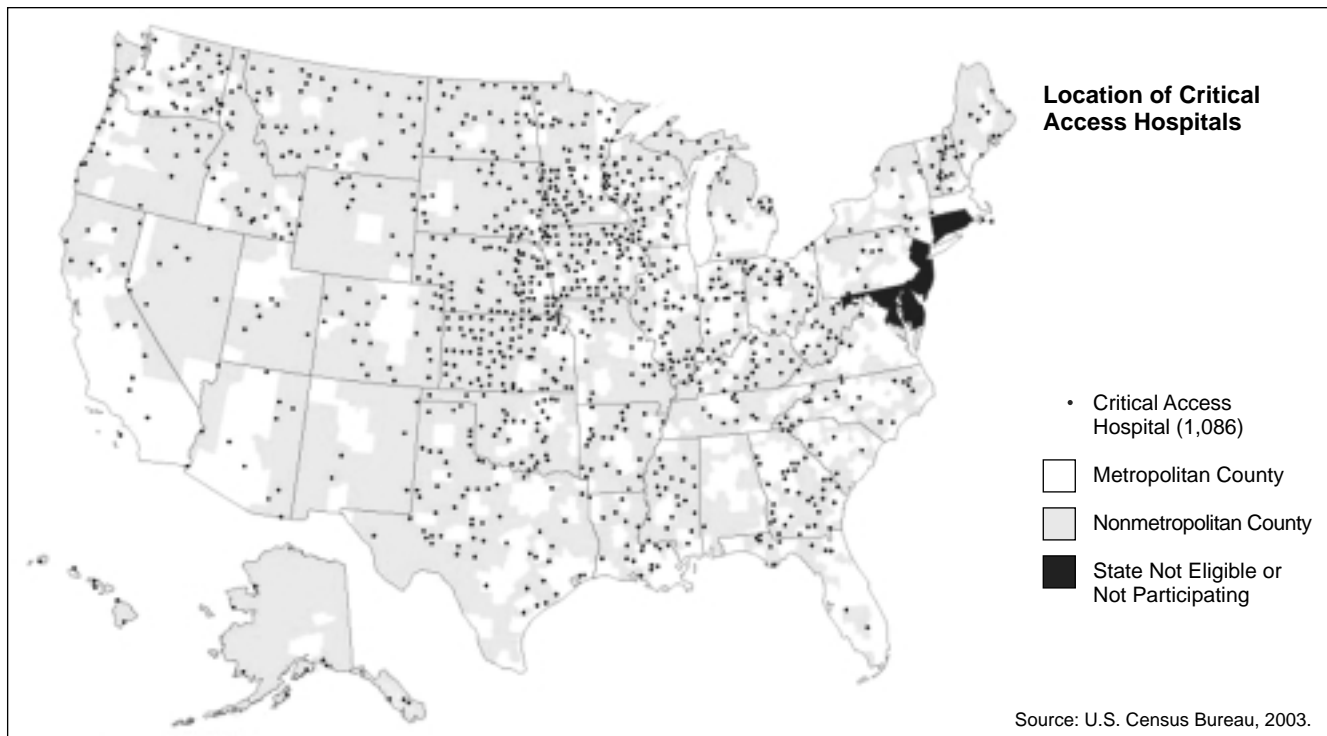 Location of Critical
Access Hospitals
Critical Access
Hospital (1,086)
Metropolitan County
Nonmetropolitan County
State Not Eligible or
Not Participating
Source: U.S. Census Bureau, 2003.